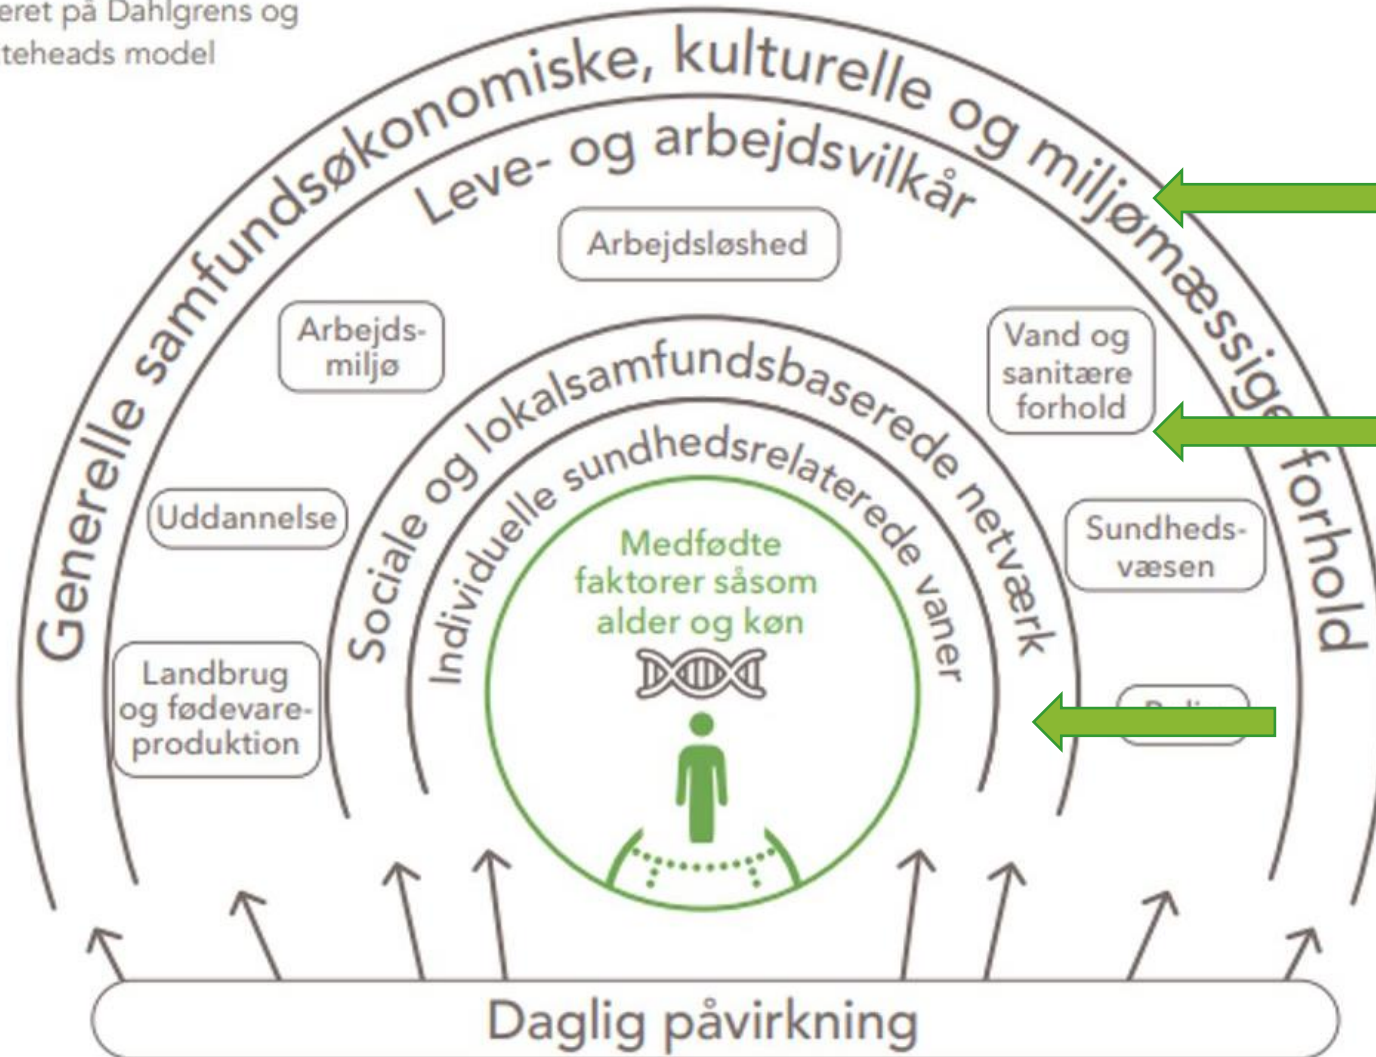 eret på Dahlgrens og
teheads model
Generelle samfundsøkonomiske, kulturelle og miljømæssige forhold
Leve- og arbejdsvilkår
Arbejdsløshed
Arbejds-
miljø
Vand og
sanitære
forhold
Uddannelse
Sundheds-
væsen
Landbrug
og fødevare-
produktion
Sociale og lokalsamfundsbaserede netværk
Individuelle sundhedsrelaterede vaner
Medfødte
faktorer såsom
alder og køn
Daglig påvirkning